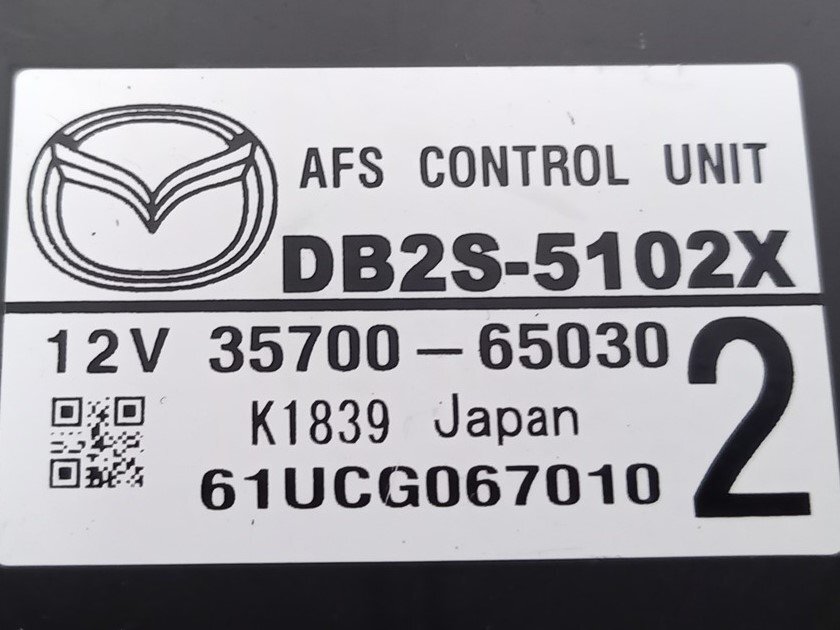 AFS CONTROL UNIT
DB2S-5102X
12V 35700-65030
2
K1839 Japan
61UCG067010